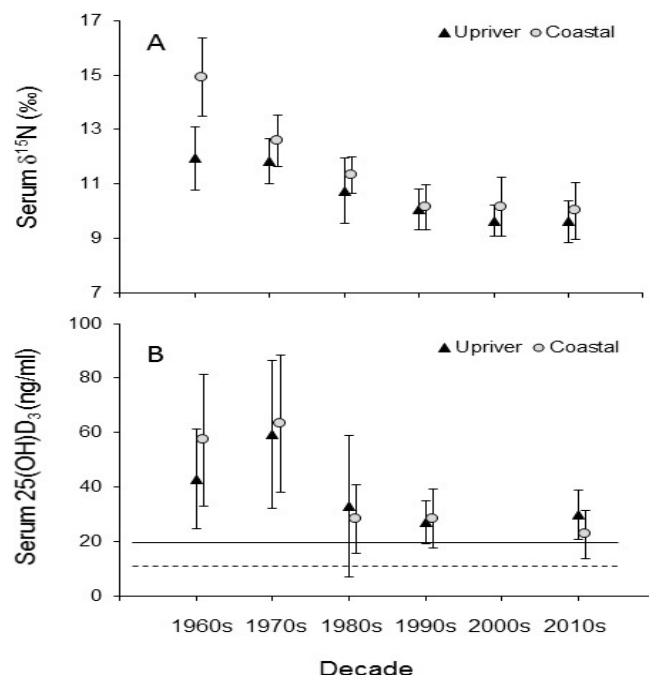 A
▲ Upriver ○ Coastal
17
15
13
11
9
7
Serum δ¹⁵N (‰)
B
▲ Upriver ○ Coastal
100
80
60
40
20
0
Serum 25(OH)D₃ (ng/ml)
1960s 1970s 1980s 1990s 2000s 2010s
Decade